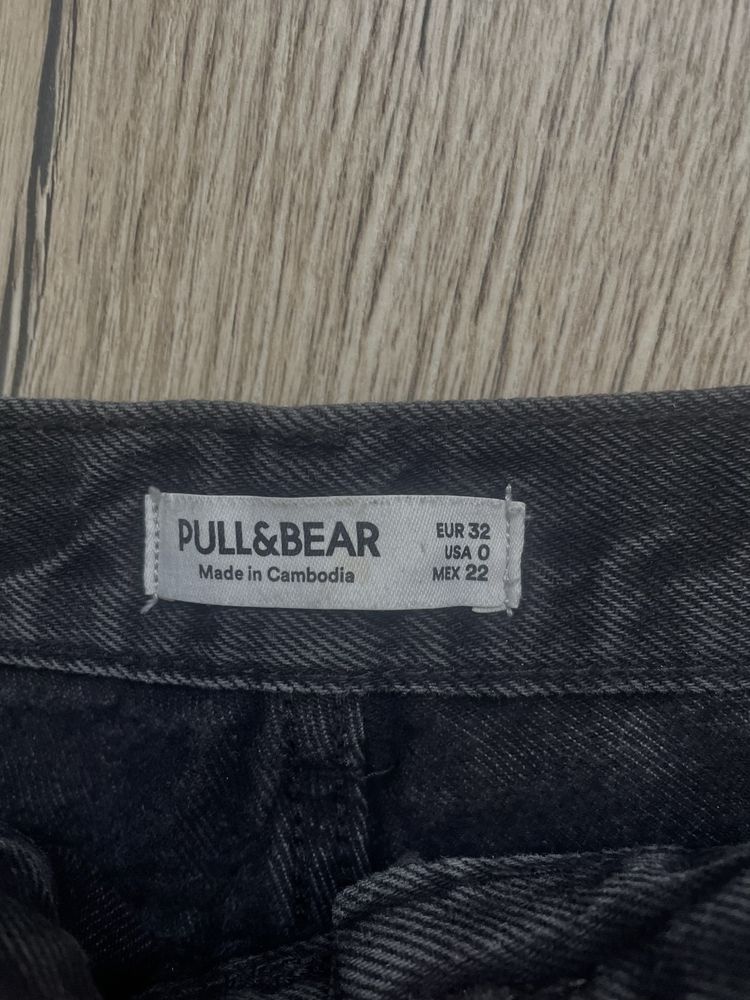 PULL&BEAR
Made in Cambodia
EUR 32
USA 0
MEX 22